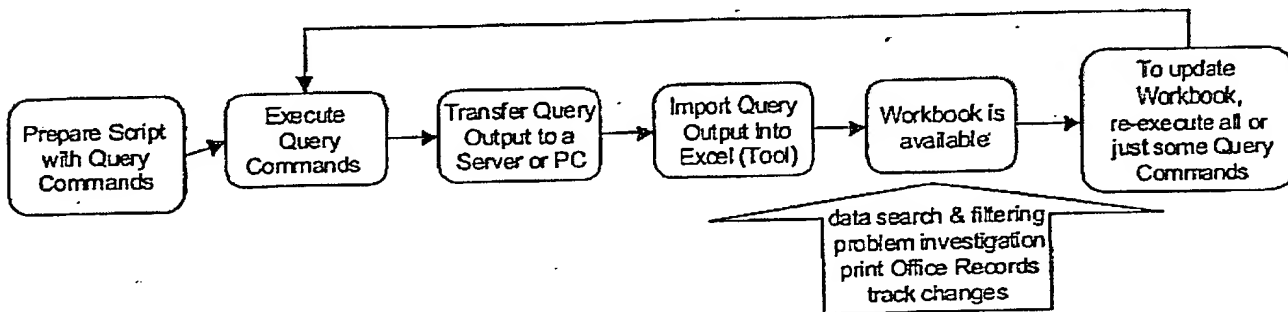 Prepare Script
with Query
Commands
Execute
Query
Commands
Transfer Query
Output to a
Server or PC
Import Query
Output Into
Excel (Tool)
Workbook is
available
To update
Workbook,
re-execute all or
just some Query
Commands
data search & filtering
problem investigation
print Office Records
track changes